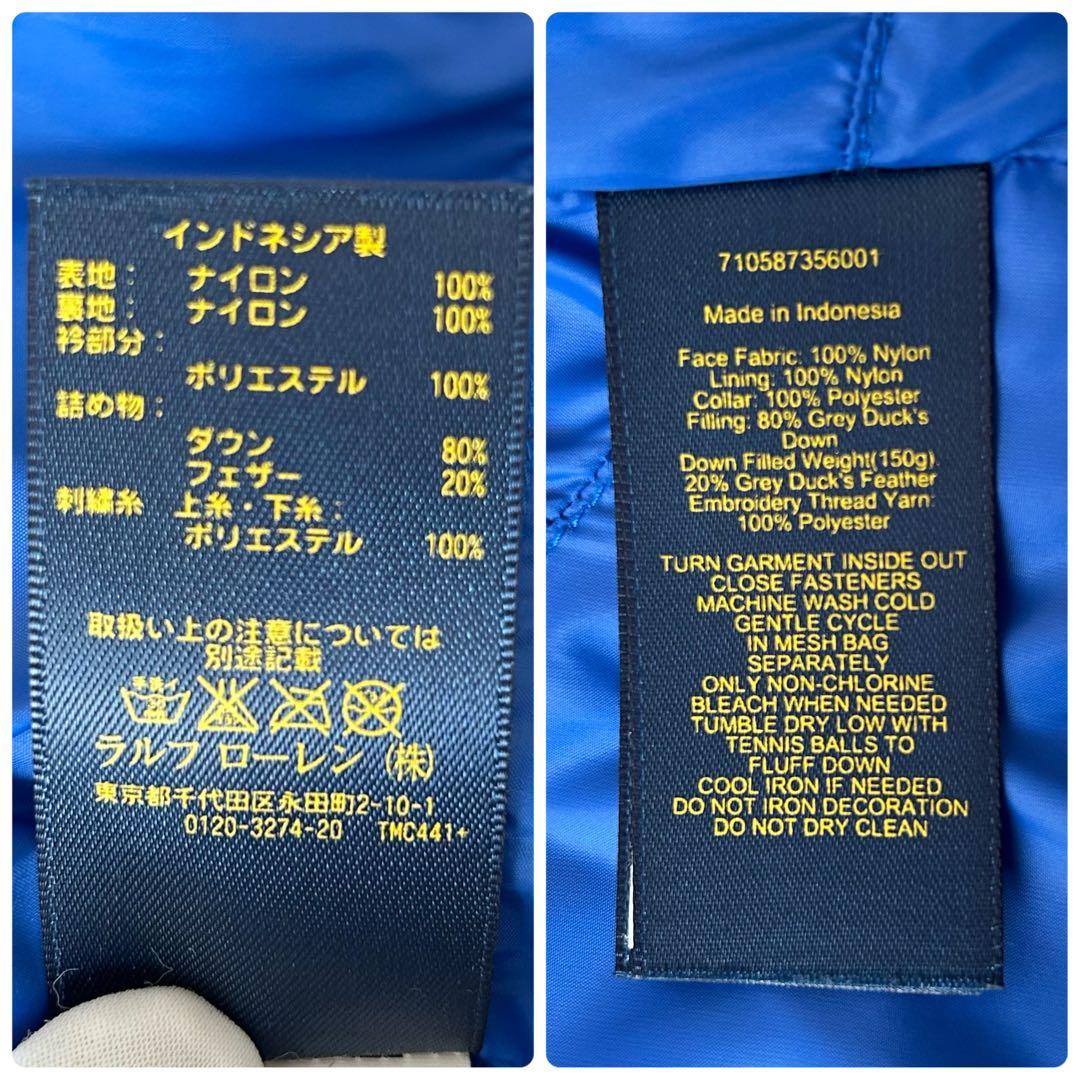 インドネシア製
表地： ナイロン 100%
裏地： ナイロン 100%
衿部分：
ポリエステル 100%
詰め物：
ダウン 80%
フェザー 20%
刺繍糸 上糸・下糸：
ポリエステル 100%
取扱い上の注意については
別途記載
手洗イ
ラルフ ローレン (株)
東京都千代田区永田町2-10-1
0120-3274-20 TMC441+
710587356001
Made in Indonesia
Face Fabric: 100% Nylon
Lining: 100% Nylon
Collar: 100% Polyester
Filling: 80% Grey Duck's
Down
Down Filled Weight(150g)
20% Grey Duck's Feather
Embroidery Thread Yarn:
100% Polyester
TURN GARMENT INSIDE OUT
CLOSE FASTENERS
MACHINE WASH COLD
GENTLE CYCLE
IN MESH BAG
SEPARATELY
ONLY NON-CHLORINE
BLEACH WHEN NEEDED
TUMBLE DRY LOW WITH
TENNIS BALLS TO
FLUFF DOWN
COOL IRON IF NEEDED
DO NOT IRON DECORATION
DO NOT DRY CLEAN